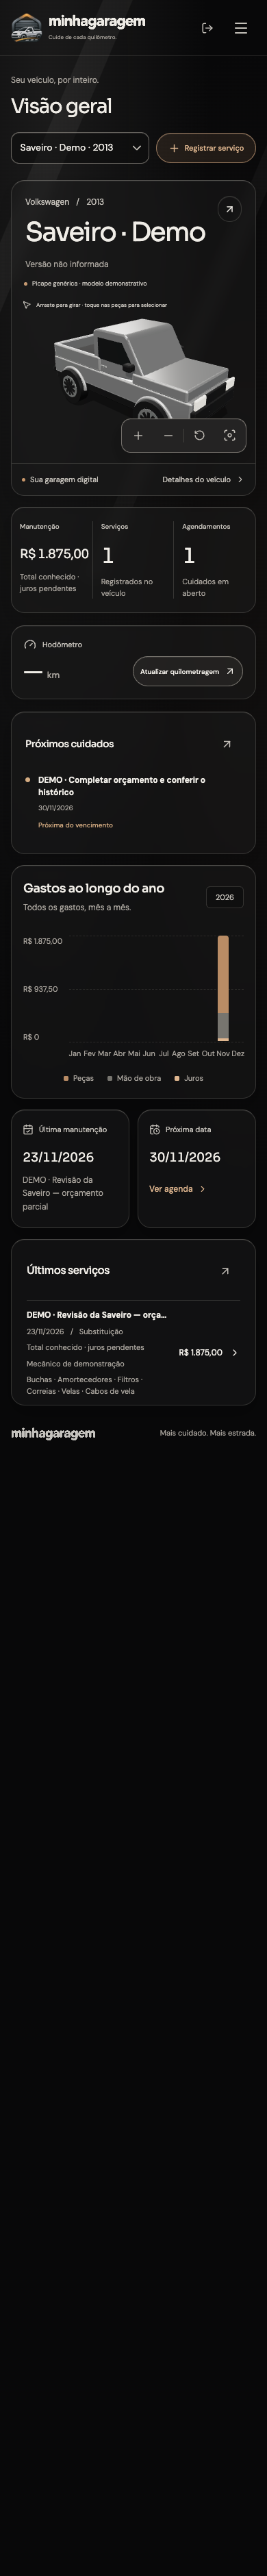 minhagaragem
Cuide de cada quilômetro.
Seu veículo, por inteiro.
Visão geral
Saveiro · Demo · 2013
Registrar serviço
Volkswagen / 2013
Saveiro · Demo
Versão não informada
Picape genérica · modelo demonstrativo
Arraste para girar · toque nas peças para selecionar
Sua garagem digital
Detalhes do veículo
Manutenção
R$ 1.875,00
Total conhecido ·
juros pendentes
Serviços
1
Registrados no
veículo
Agendamentos
1
Cuidados em
aberto
Hodômetro
— km
Atualizar quilometragem
Próximos cuidados
DEMO · Completar orçamento e conferir o
histórico
30/11/2026
Próxima do vencimento
Gastos ao longo do ano
Todos os gastos, mês a mês.
2026
R$ 1.875,00
R$ 937,50
R$ 0
Jan Fev Mar Abr Mai Jun Jul Ago Set Out Nov Dez
Peças
Mão de obra
Juros
Última manutenção
23/11/2026
DEMO · Revisão da
Saveiro — orçamento
parcial
Próxima data
30/11/2026
Ver agenda
Últimos serviços
DEMO · Revisão da Saveiro — orça...
23/11/2026 / Substituição
Total conhecido · juros pendentes
Mecânico de demonstração
Buchas · Amortecedores · Filtros ·
Correias · Velas · Cabos de vela
R$ 1.875,00
minhagaragem
Mais cuidado. Mais estrada.